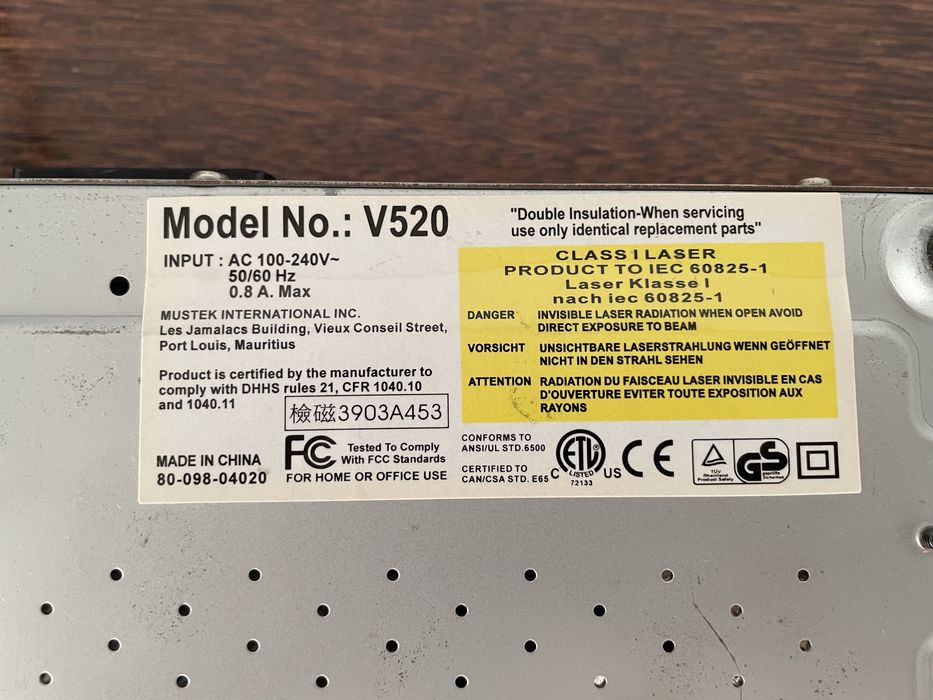 Model No.: V520
INPUT : AC 100-240V~
50/60 Hz
0.8 A. Max
MUSTEK INTERNATIONAL INC.
Les Jamalacs Building, Vieux Conseil Street,
Port Louis, Mauritius
Product is certified by the manufacturer to
comply with DHHS rules 21, CFR 1040.10
and 1040.11
檢磁3903A453
MADE IN CHINA
80-098-04020
FC
Tested To Comply
With FCC Standards
FOR HOME OR OFFICE USE
"Double Insulation-When servicing
use only identical replacement parts"
CLASS I LASER
PRODUCT TO IEC 60825-1
Laser Klasse I
nach iec 60825-1
DANGER INVISIBLE LASER RADIATION WHEN OPEN AVOID
DIRECT EXPOSURE TO BEAM
VORSICHT UNSICHTBARE LASERSTRAHLUNG WENN GEÖFFNET
NICHT IN DEN STRAHL SEHEN
ATTENTION RADIATION DU FAISCEAU LASER INVISIBLE EN CAS
D'OUVERTURE EVITER TOUTE EXPOSITION AUX
RAYONS
CONFORMS TO
ANSI/UL STD.6500
CERTIFIED TO
CAN/CSA STD. E65
C ETL US
LISTED
72133
CE
TÜV
Rheinland
Product Safety
GS
geprüfte
Sicherheit